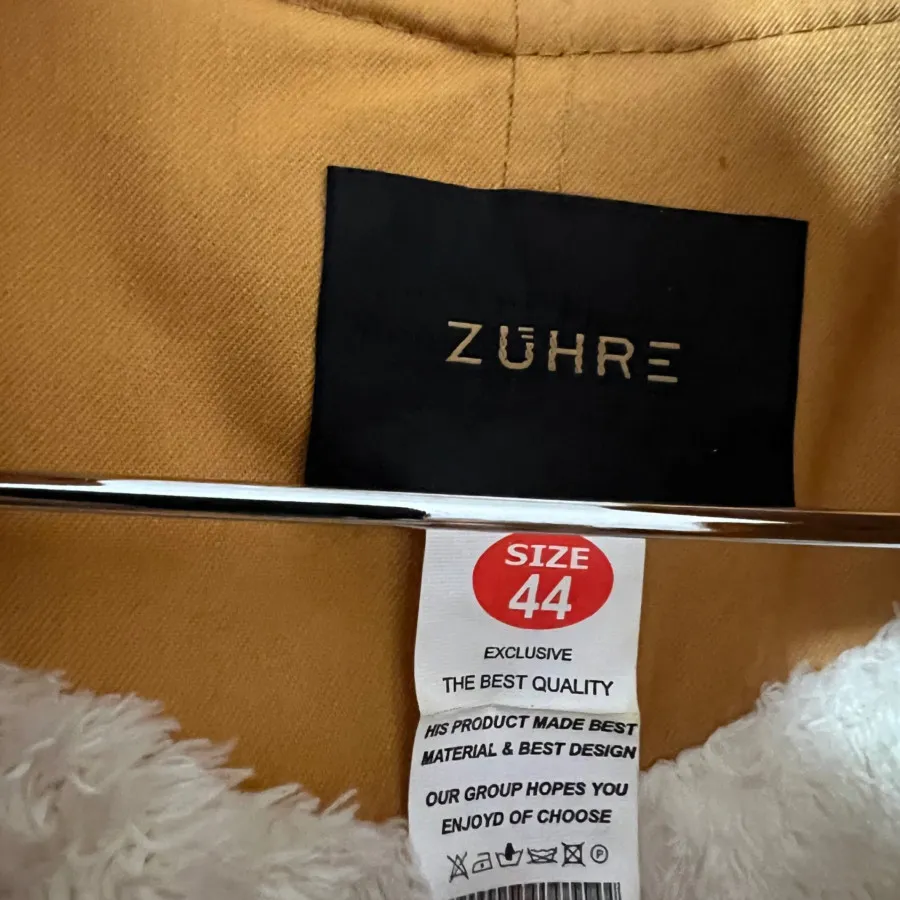 ZÜHRE
SIZE
44
EXCLUSIVE
THE BEST QUALITY
HIS PRODUCT MADE BEST
MATERIAL & BEST DESIGN
OUR GROUP HOPES YOU
ENJOYD OF CHOOSE
P